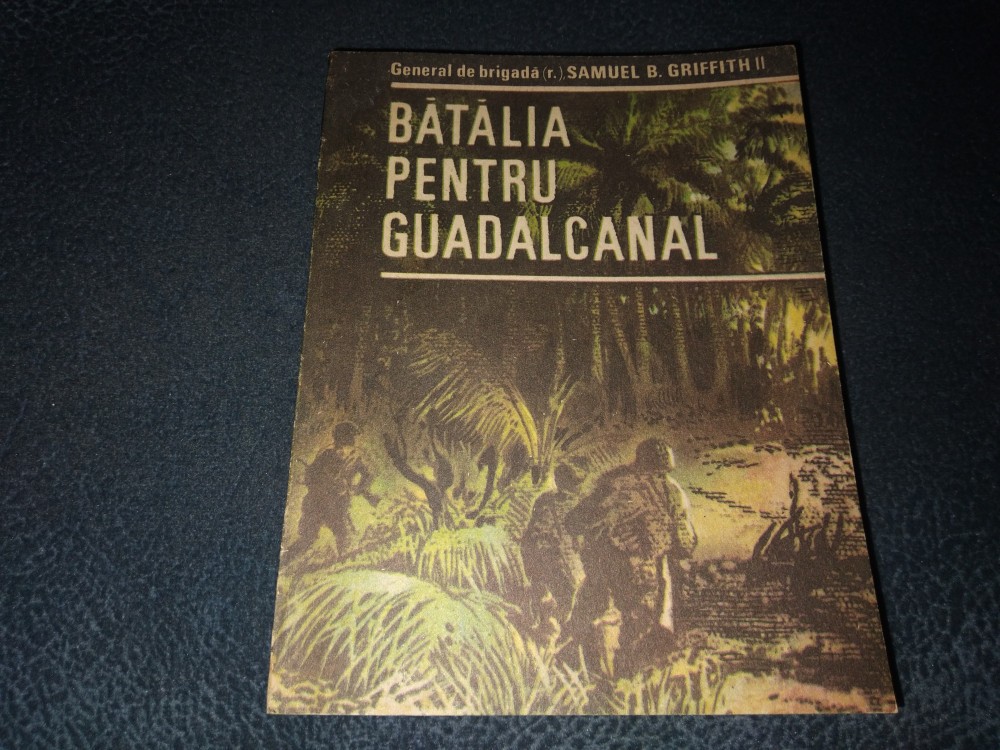 General de brigadă (r.), SAMUEL B. GRIFFITH II
BĂTĂLIA
PENTRU
GUADALCANAL